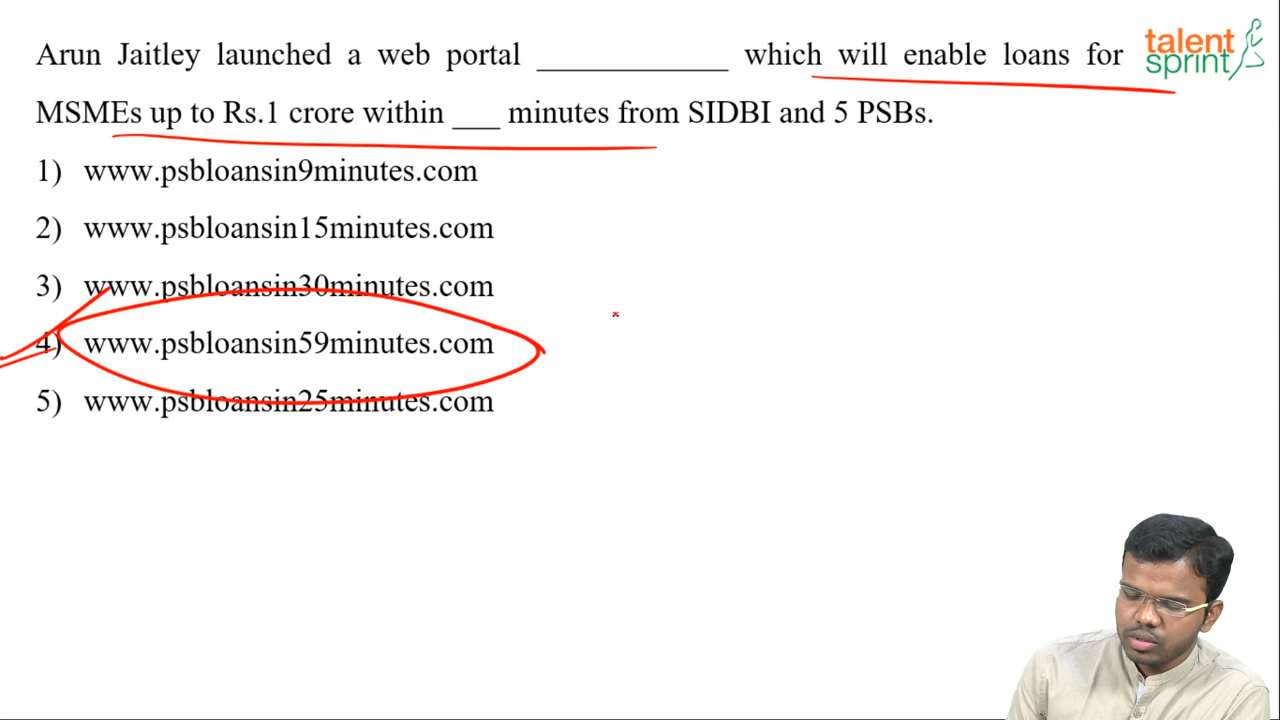 Arun Jaitley launched a web portal ____________ which will enable loans for
MSMEs up to Rs.1 crore within ___ minutes from SIDBI and 5 PSBs.
1) www.psbloansin9minutes.com
2) www.psbloansin15minutes.com
3) www.psbloansin30minutes.com
4) www.psbloansin59minutes.com
5) www.psbloansin25minutes.com
talent
sprint